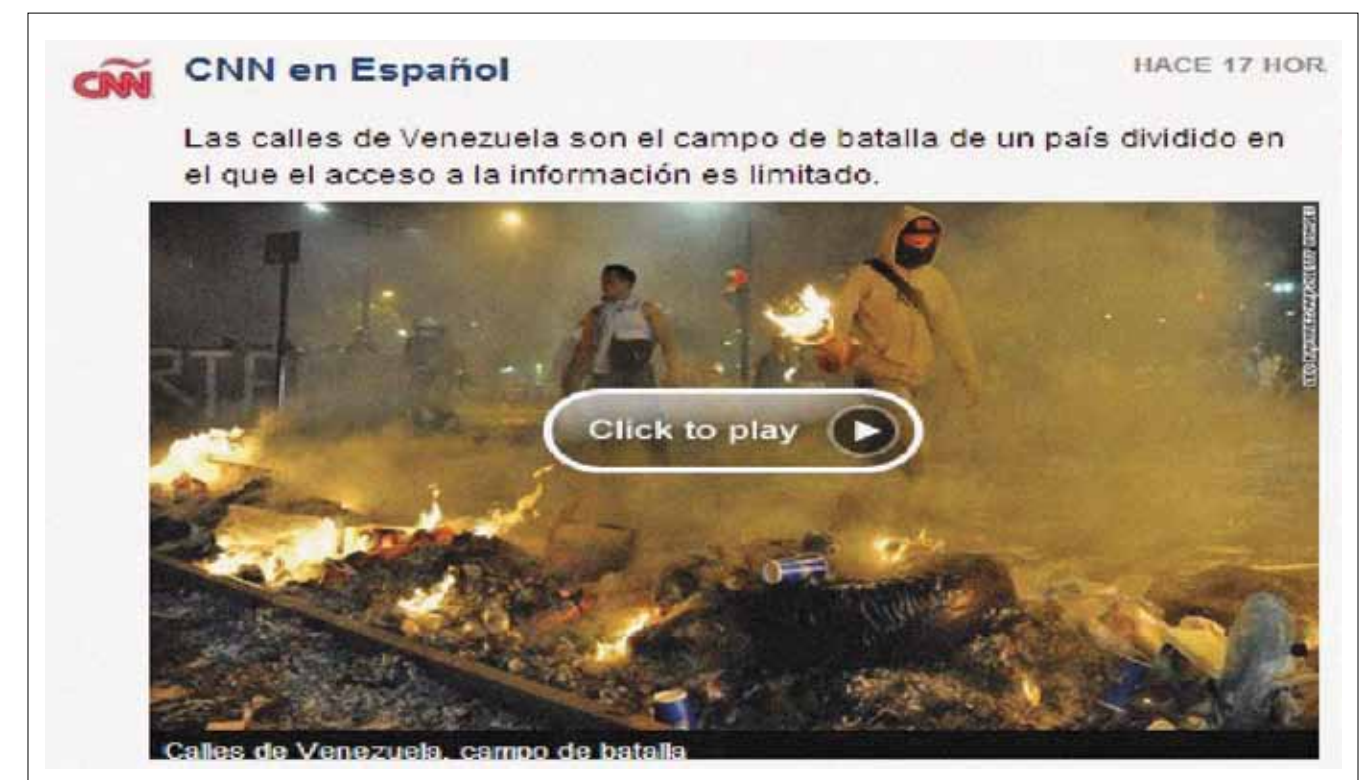 CNN
CNN en Español
HACE 17 HOR
Las calles de Venezuela son el campo de batalla de un país dividido en
el que el acceso a la información es limitado.
RTE
Click to play
Calles de Venezuela, campo de batalla